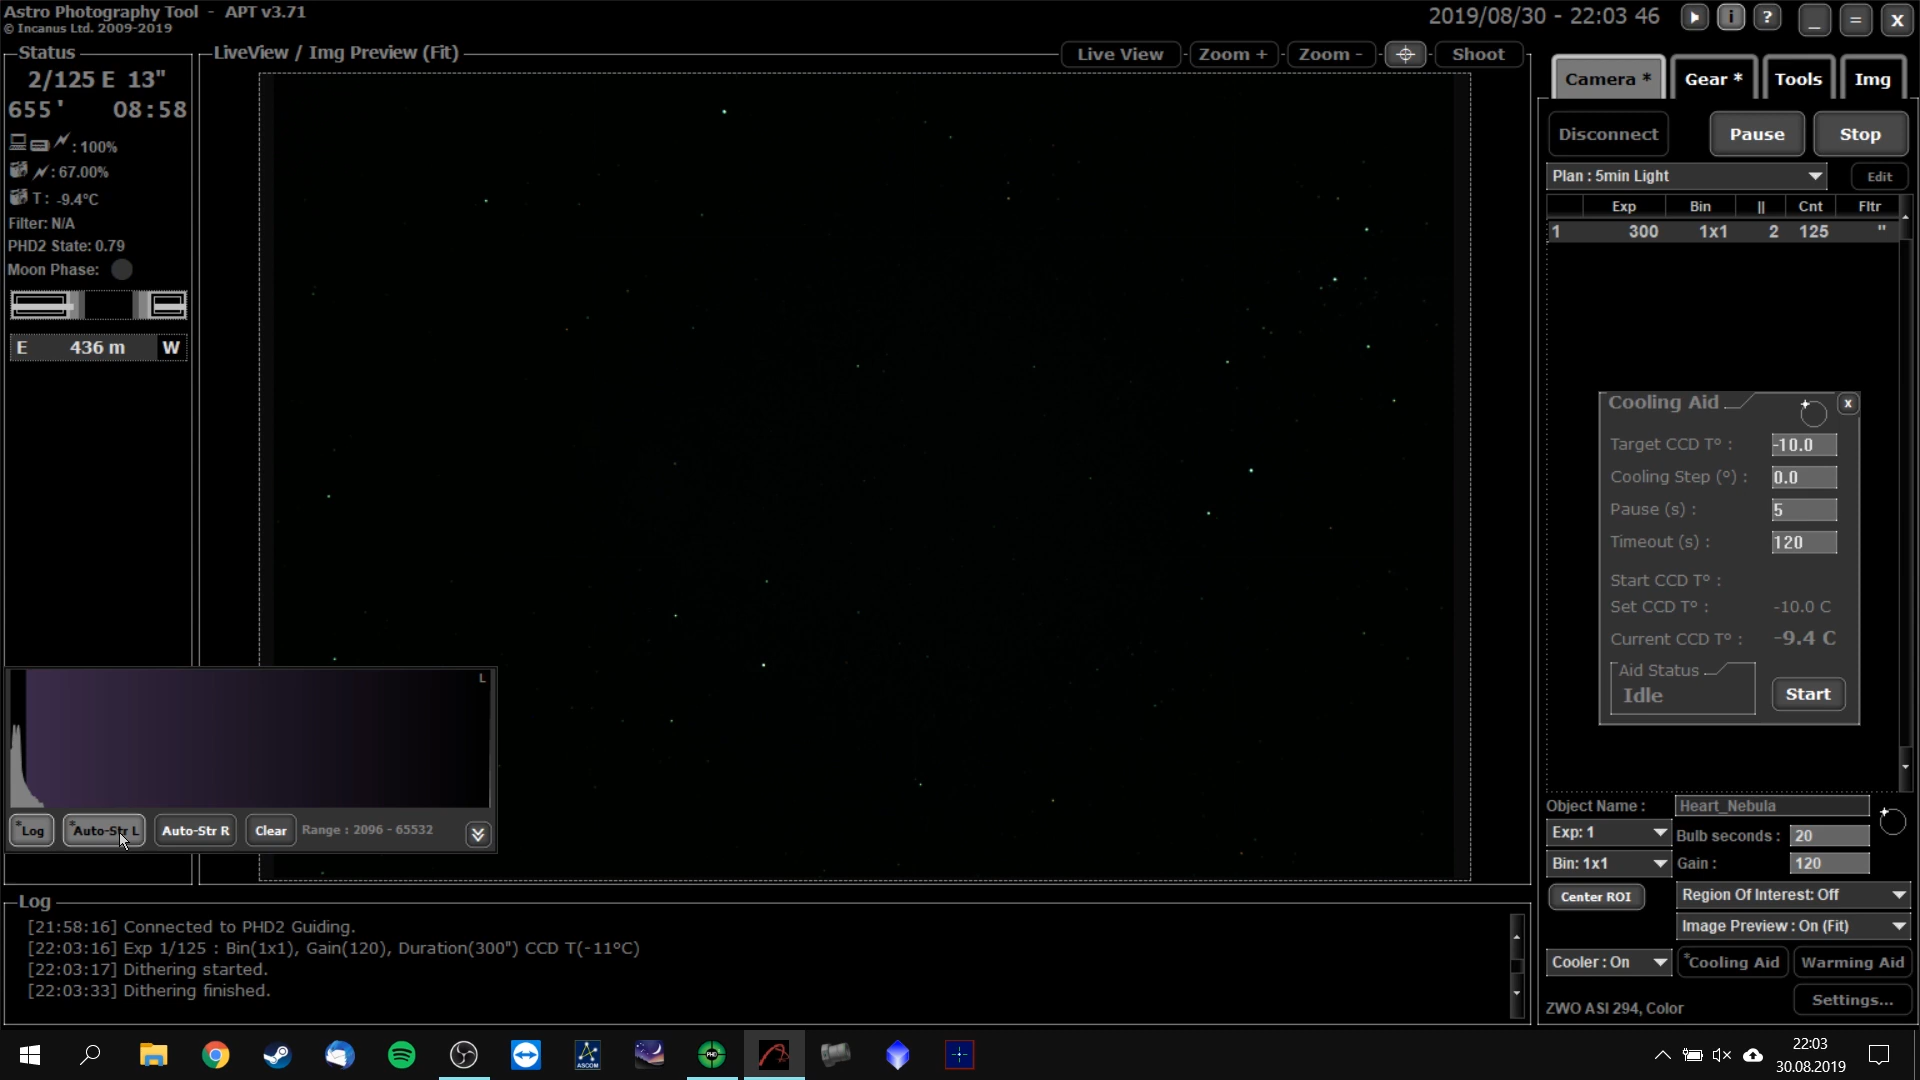 Astro Photography Tool - APT v3.71
© Incanus Ltd. 2009-2019
2019/08/30 - 22:03 46
i
?
_
=
x
Status
2/125 E 13"
655' 08:58
: 100%
: 67.00%
T: -9.4°C
Filter: N/A
PHD2 State: 0.79
Moon Phase:
E 436 m W
LiveView / Img Preview (Fit)
Live View
Zoom +
Zoom -
Shoot
Camera *
Gear *
Tools
Img
Disconnect
Pause
Stop
Plan : 5min Light
Edit
Exp Bin || Cnt Fltr
1 300 1x1 2 125 "
Cooling Aid
x
Target CCD T° : -10.0
Cooling Step (°) : 0.0
Pause (s) : 5
Timeout (s) : 120
Start CCD T° :
Set CCD T° : -10.0 C
Current CCD T° : -9.4 C
Aid Status
Idle
Start
L
*Log
*Auto-Str L
Auto-Str R
Clear
Range : 2096 - 65532
Object Name : Heart_Nebula
Exp: 1
Bulb seconds : 20
Bin: 1x1
Gain : 120
Center ROI
Region Of Interest: Off
Image Preview : On (Fit)
Cooler : On
*Cooling Aid
Warming Aid
ZWO ASI 294, Color
Settings...
Log
[21:58:16] Connected to PHD2 Guiding.
[22:03:16] Exp 1/125 : Bin(1x1), Gain(120), Duration(300") CCD T(-11°C)
[22:03:17] Dithering started.
[22:03:33] Dithering finished.
ASCOM
PHD
22:03
30.08.2019